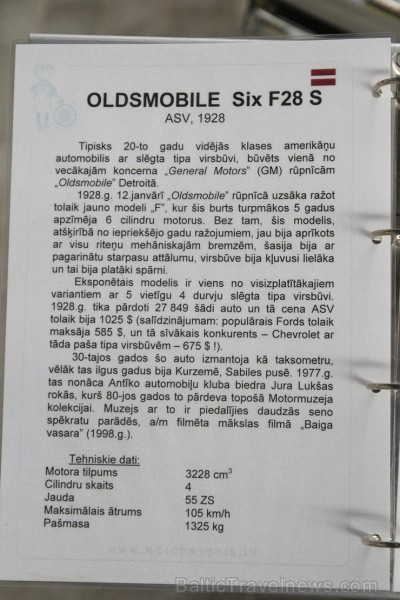 OLDSMOBILE Six F28 S
ASV, 1928
Tipisks 20-to gadu vidējās klases amerikāņu
automobilis ar slēgta tipa virsbūvi, būvēts vienā no
vecākajām koncerna „General Motors" (GM) rūpnīcām
„Oldsmobile" Detroitā.
1928.g. 12.janvārī „Oldsmobile" rūpnīcā uzsāka ražot
tolaik jauno modeli „F", kur šis burts turpmākos 5 gadus
apzīmēja 6 cilindru motorus. Bez tam, šis modelis,
atšķirībā no iepriekšējo gadu ražojumiem, jau bija aprīkots
ar visu riteņu mehāniskajām bremzēm, šasija bija ar
pagarinātu starpasu attālumu, virsbūve bija kļuvusi lielāka
un tai bija platāki spārni.
Eksponētais modelis ir viens no visizplatītākajiem
variantiem ar 5 vietīgu 4 durvju slēgta tipa virsbūvi.
1928.g. tika pārdoti 27 849 šādi auto un tā cena ASV
tolaik bija 1025 $ (salīdzinājumam: populārais Fords tolaik
maksāja 585 $, un tā sīvākais konkurents – Chevrolet ar
tāda paša tipa virsbūvēm – 675 $ !).
30-tajos gados šo auto izmantoja kā taksometru,
vēlāk tas ilgus gadus bija Kurzemē, Sabiles pusē. 1977.g.
tas nonāca Antīko automobiļu kluba biedra Jura Lukšas
rokās, kurš 80-jos gados to pārdeva topošā Motormuzeja
kolekcijai. Muzejs ar to ir piedalījies daudzās seno
spēkratu parādēs, a/m filmēta mākslas filmā „Baiga
vasara" (1998.g.).
Tehniskie dati:
Motora tilpums 3228 cm³
Cilindru skaits 4
Jauda 55 ZS
Maksimālais ātrums 105 km/h
Pašmasa 1325 kg
BalticTravelnews.com